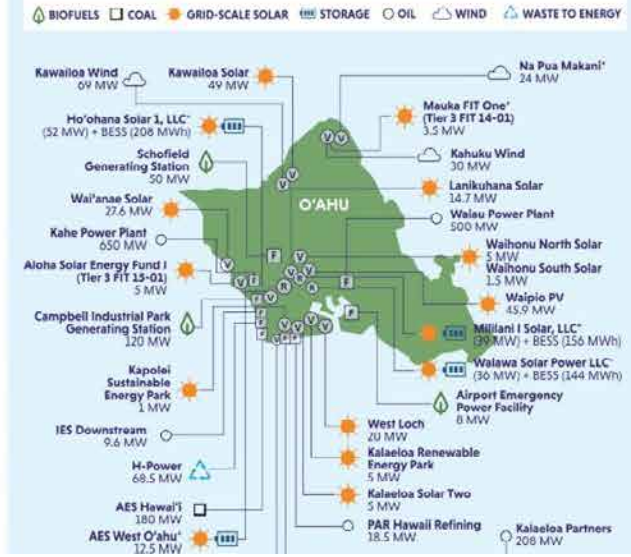 BIOFUELS COAL GRID-SCALE SOLAR STORAGE OIL WIND WASTE TO ENERGY
Kawailoa Wind
69 MW
Kawailoa Solar
49 MW
Na Pua Makani*
24 MW
Ho'ohana Solar 1, LLC
(52 MW) + BESS (208 MWh)
Mauka FIT One*
(Tier 3 FIT 14-01)
3.5 MW
Schofield
Generating Station
50 MW
Kahuku Wind
30 MW
Wai'anae Solar
27.6 MW
O'AHU
Lanikuhana Solar
14.7 MW
Waiau Power Plant
500 MW
Kahe Power Plant
650 MW
Waihonu North Solar
5 MW
Waihonu South Solar
1.5 MW
Aloha Solar Energy Fund I
(Tier 3 FIT 15-01)
5 MW
Waipio PV
45.9 MW
Campbell Industrial Park
Generating Station
120 MW
Mililani I Solar, LLC
(39 MW) + BESS (156 MWh)
Waiawa Solar Power LLC
(36 MW) + BESS (144 MWh)
Kapolei
Sustainable
Energy Park
1 MW
Airport Emergency
Power Facility
8 MW
IES Downstream
9.6 MW
West Loch
20 MW
H-Power
68.5 MW
Kalaeloa Renewable
Energy Park
5 MW
AES Hawai'i
180 MW
Kalaeloa Solar Two
5 MW
AES West O'ahu*
12.5 MW
PAR Hawaii Refining
18.5 MW
Kalaeloa Partners
208 MW